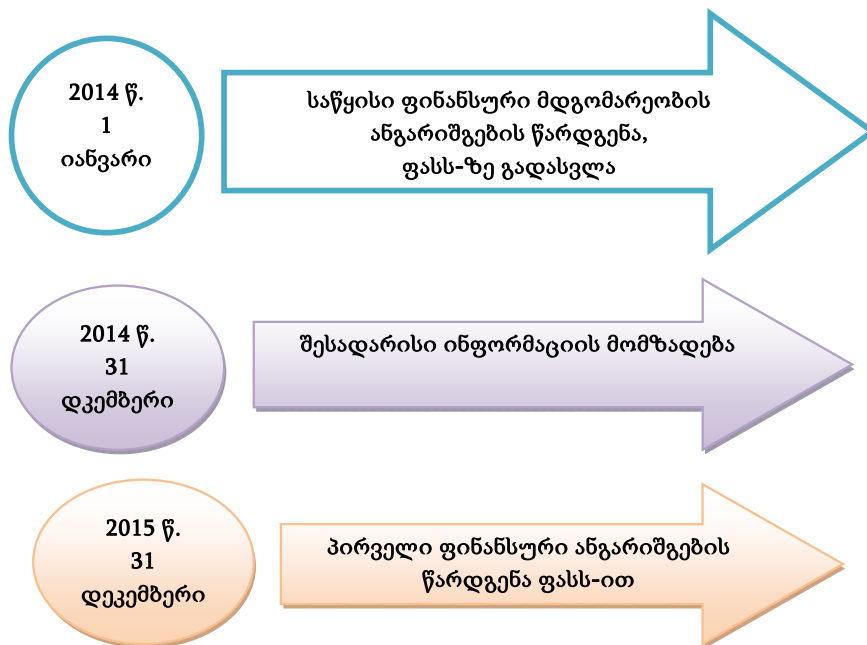 2014 წ.
1
იანვარი
საწყისი ფინანსური მდგომარეობის
ანგარიშგების წარდგენა,
ფასს-ზე გადასვლა
2014 წ.
31
დკემბერი
შესადარისი ინფორმაციის მომზადება
2015 წ.
31
დეკემბერი
პირველი ფინანსური ანგარიშგების
წარდგენა ფასს-ით